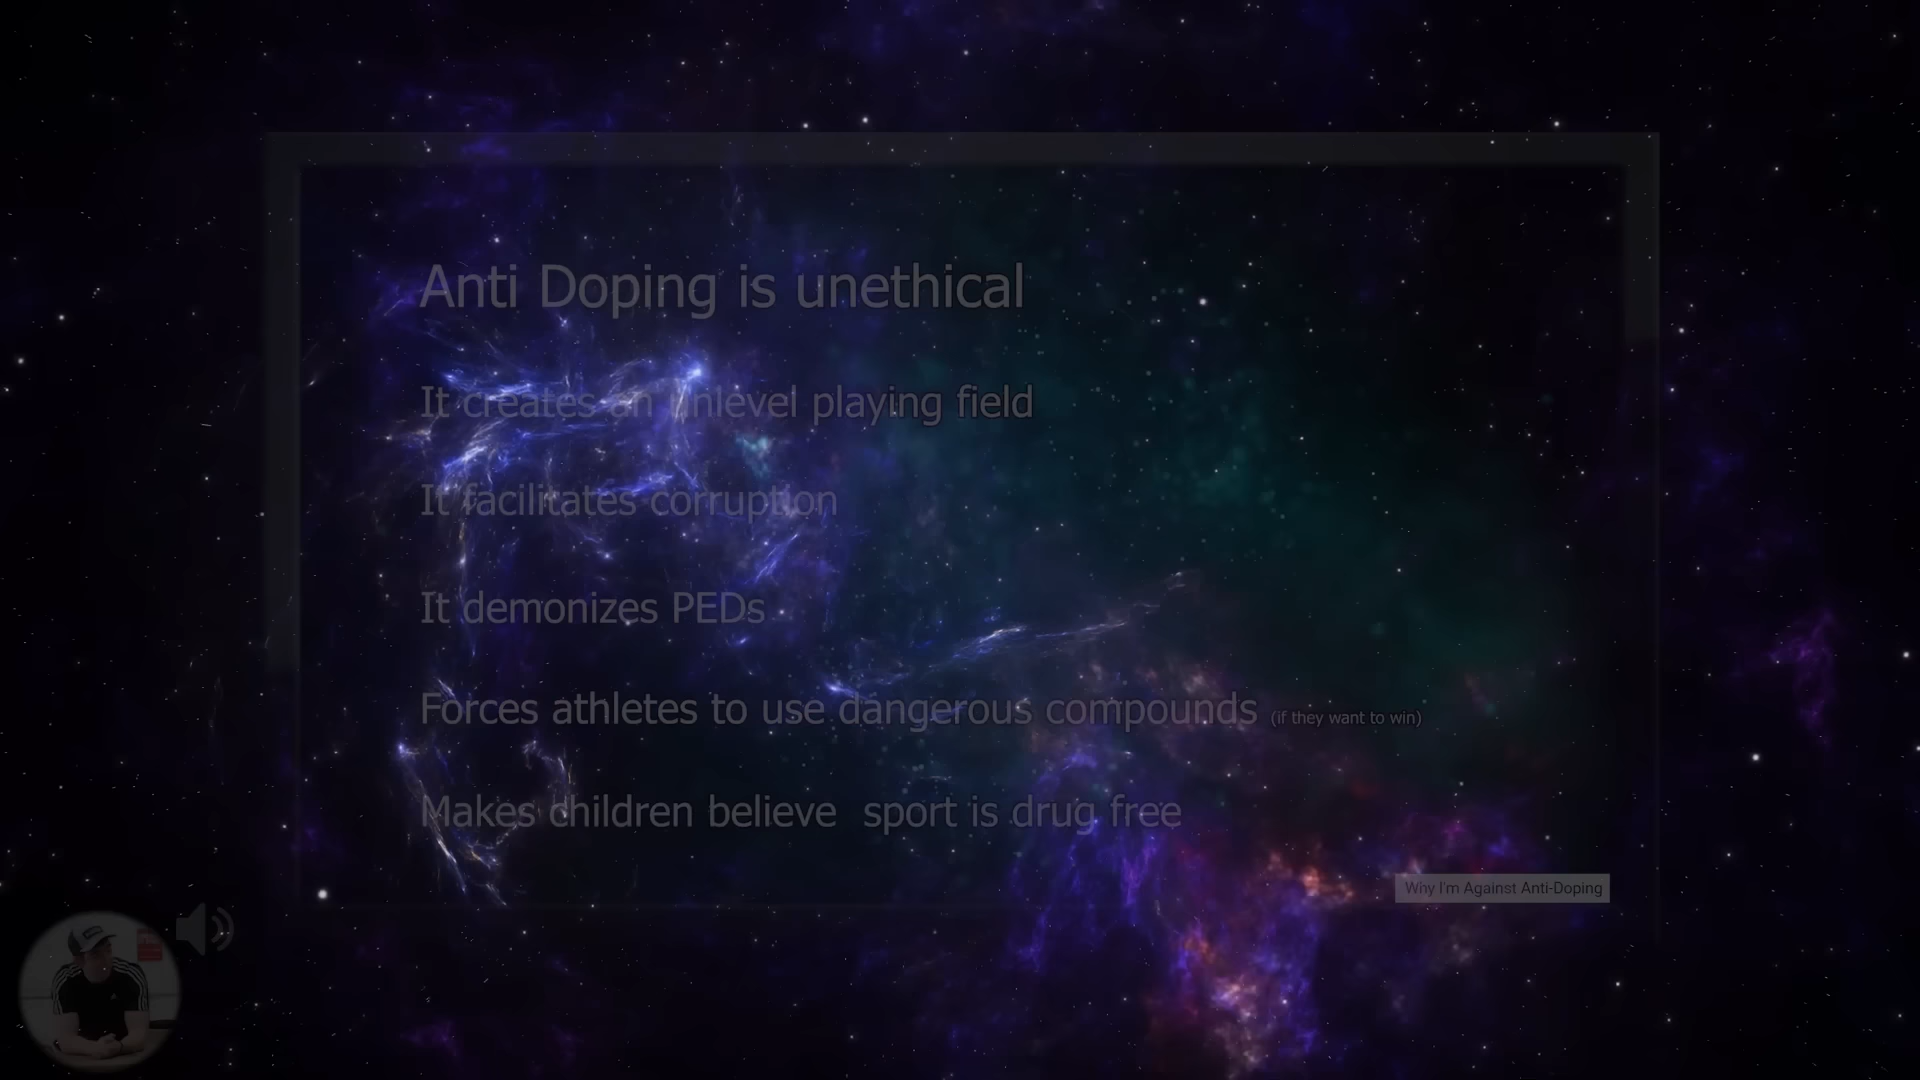 Anti Doping is unethical
It creates an unlevel playing field
It facilitates corruption
It demonizes PEDs
Forces athletes to use dangerous compounds (if they want to win)
Makes children believe sport is drug free
Why I'm Against Anti-Doping